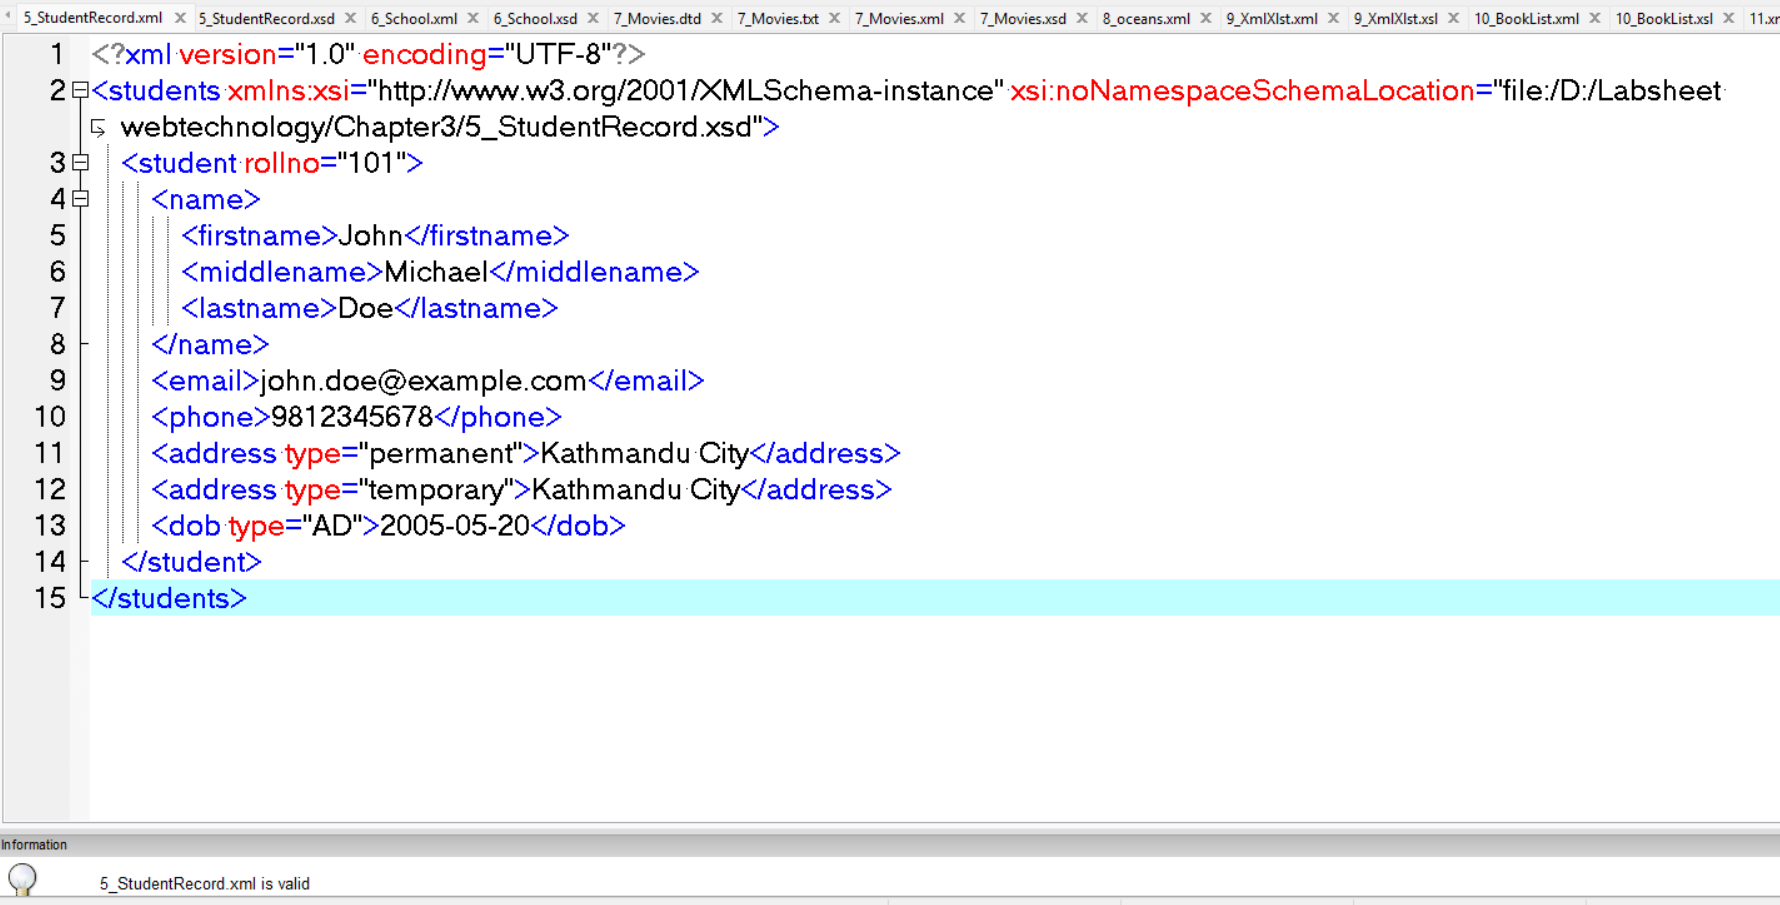 5_StudentRecord.xml 5_StudentRecord.xsd 6_School.xml 6_School.xsd 7_Movies.dtd 7_Movies.txt 7_Movies.xml 7_Movies.xsd 8_oceans.xml 9_XmlXlst.xml 9_XmlXlst.xsl 10_BookList.xml 10_BookList.xsl
1 <?xml version="1.0" encoding="UTF-8"?>
2 <students xmlns:xsi="http://www.w3.org/2001/XMLSchema-instance" xsi:noNamespaceSchemaLocation="file:/D:/Labsheet
webtechnology/Chapter3/5_StudentRecord.xsd">
3 <student rollno="101">
4 <name>
5 <firstname>John</firstname>
6 <middlename>Michael</middlename>
7 <lastname>Doe</lastname>
8 </name>
9 <email>john.doe@example.com</email>
10 <phone>9812345678</phone>
11 <address type="permanent">Kathmandu City</address>
12 <address type="temporary">Kathmandu City</address>
13 <dob type="AD">2005-05-20</dob>
14 </student>
15 </students>
Information
5_StudentRecord.xml is valid